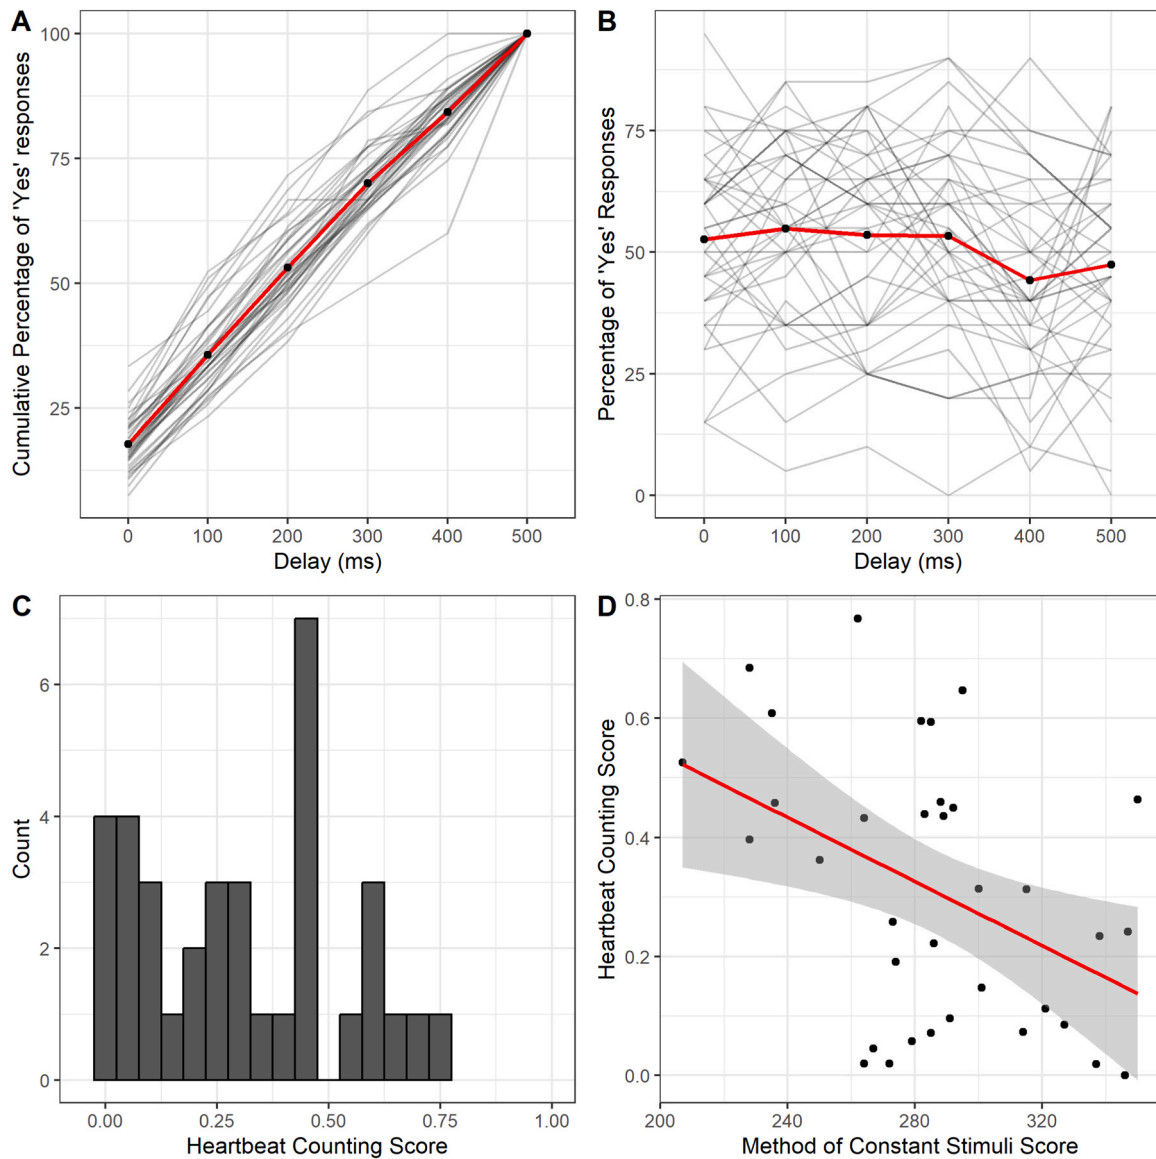 A
Cumulative Percentage of 'Yes' responses
100
75
50
25
0 100 200 300 400 500
Delay (ms)
B
Percentage of 'Yes' Responses
75
50
25
0
0 100 200 300 400 500
Delay (ms)
C
Count
6
4
2
0
0.00 0.25 0.50 0.75 1.00
Heartbeat Counting Score
D
Heartbeat Counting Score
0.8
0.6
0.4
0.2
0.0
200 240 280 320
Method of Constant Stimuli Score